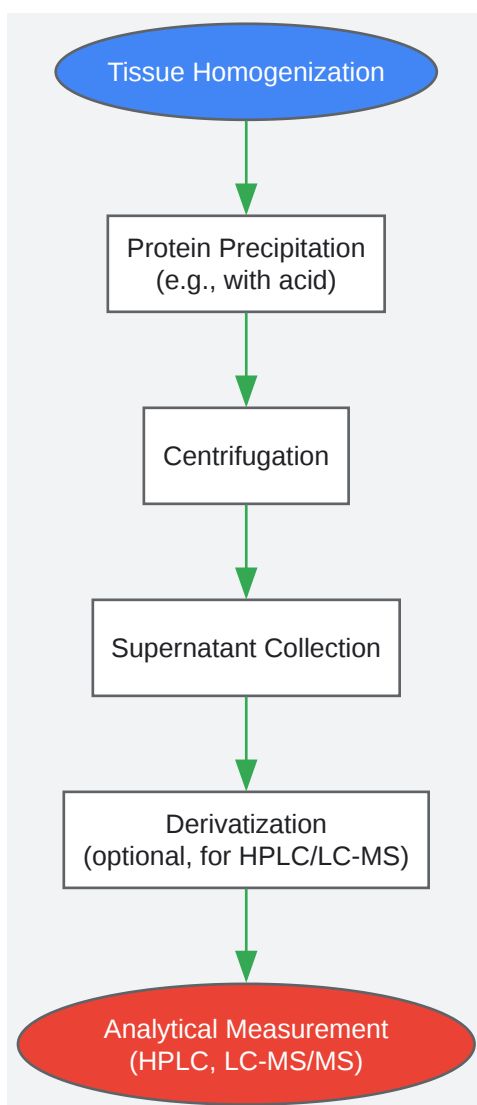 Tissue Homogenization
Protein Precipitation
(e.g., with acid)
Centrifugation
Supernatant Collection
Derivatization
(optional, for HPLC/LC-MS)
Analytical Measurement
(HPLC, LC-MS/MS)